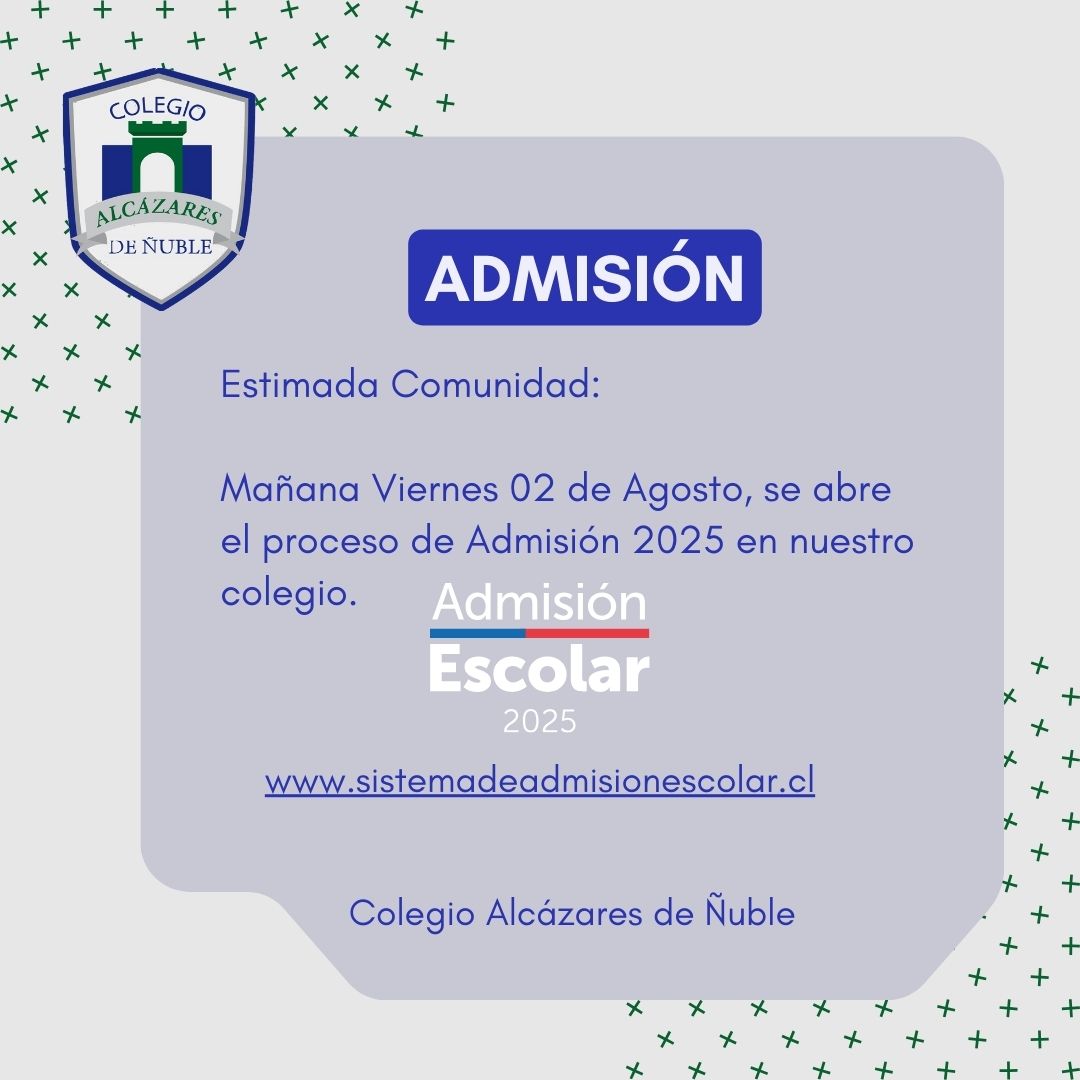 COLEGIO
ALCÁZARES
DE ÑUBLE
ADMISIÓN
Estimada Comunidad:
Mañana Viernes 02 de Agosto, se abre
el proceso de Admisión 2025 en nuestro
colegio.
Admisión
Escolar
2025
www.sistemadeadmisionescolar.cl
Colegio Alcázares de Ñuble